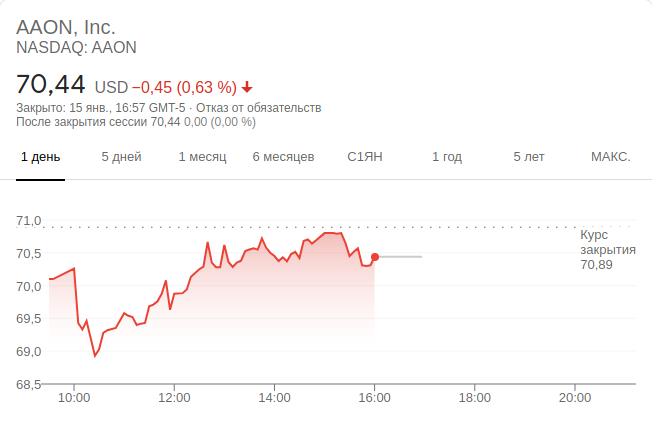 AAON, Inc.
NASDAQ: AAON
70,44 USD −0,45 (0,63 %)
Закрыто: 15 янв., 16:57 GMT-5 · Отказ от обязательств
После закрытия сессии 70,44 0,00 (0,00 %)
1 день 5 дней 1 месяц 6 месяцев С1ЯН 1 год 5 лет МАКС.
71,0
Курс
закрытия
70,89
70,5
70,0
69,5
69,0
68,5
10:00 12:00 14:00 16:00 18:00 20:00